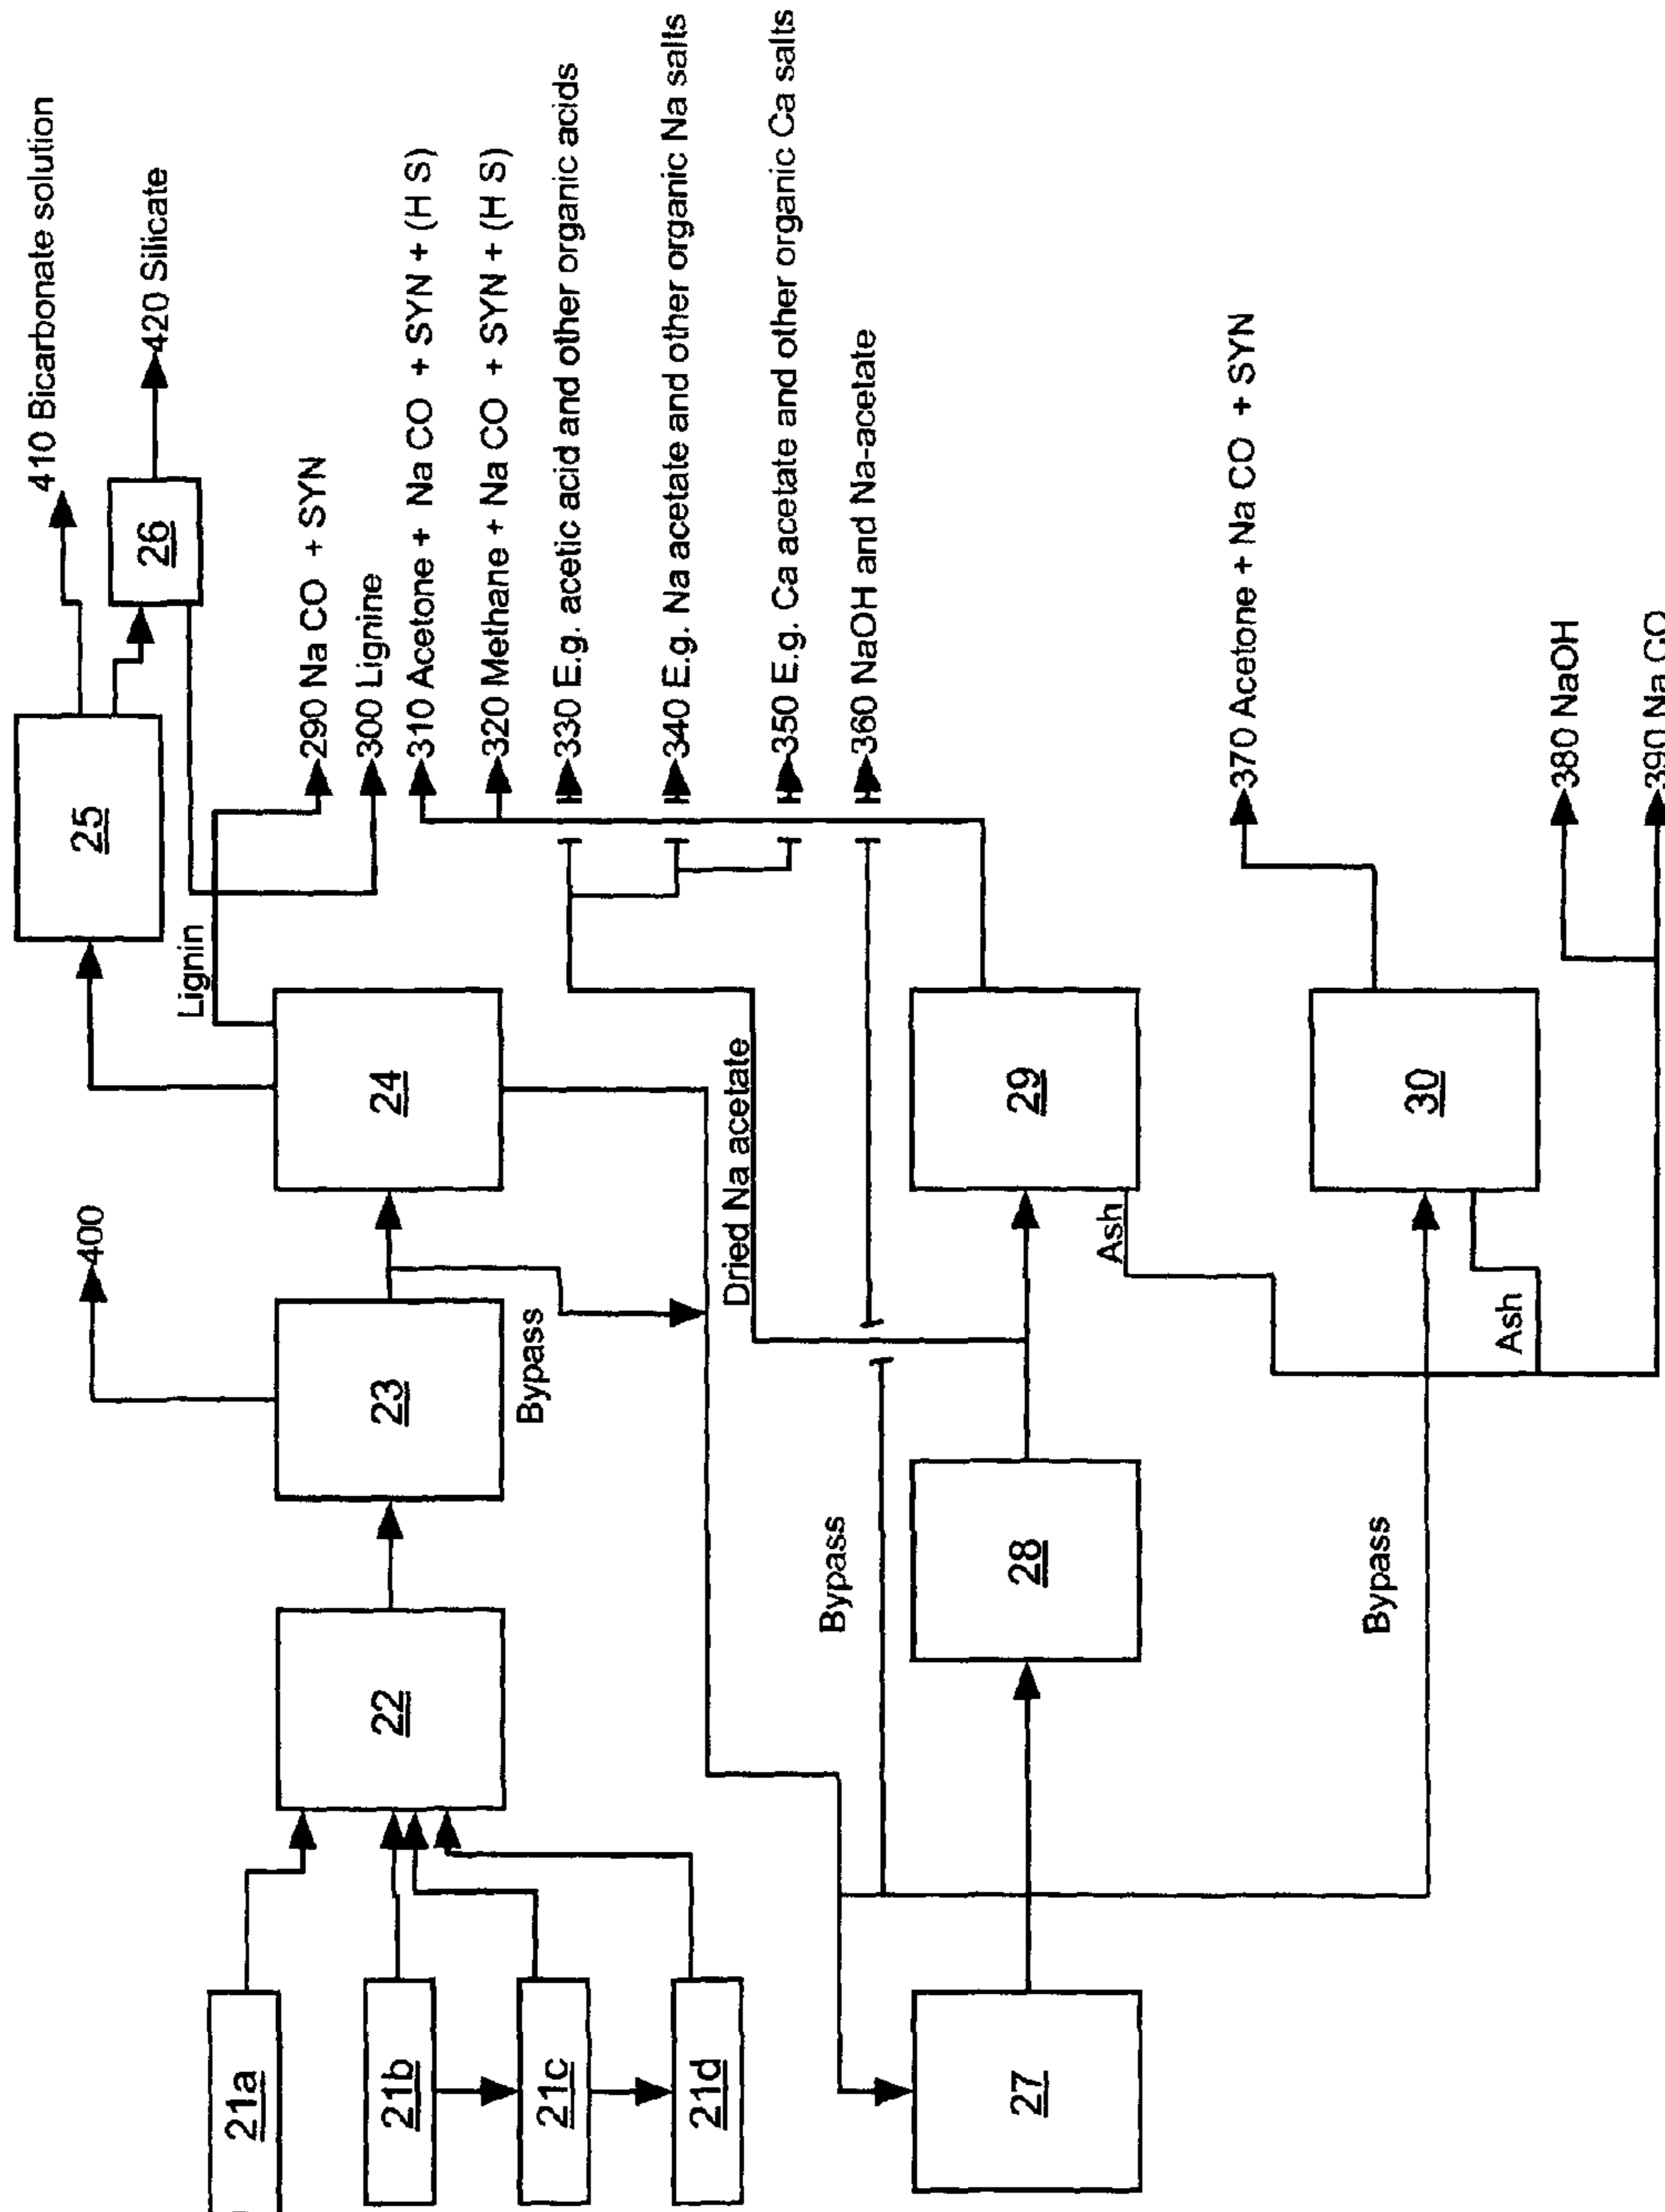 410 Bicarbonate solution
25
26
420 Silicate
400
Lignin
290 Na CO + SYN
300 Lignine
21a
22
23
24
310 Acetone + Na CO + SYN + (H S)
320 Methane + Na CO + SYN + (H S)
21b
Bypass
330 E.g. acetic acid and other organic acids
21c
340 E.g. Na acetate and other organic Na salts
21d
Dried Na acetate
350 E.g. Ca acetate and other organic Ca salts
Bypass
360 NaOH and Na-acetate
27
28
29
Ash
370 Acetone + Na CO + SYN
Bypass
30
Ash
380 NaOH
390 Na CO